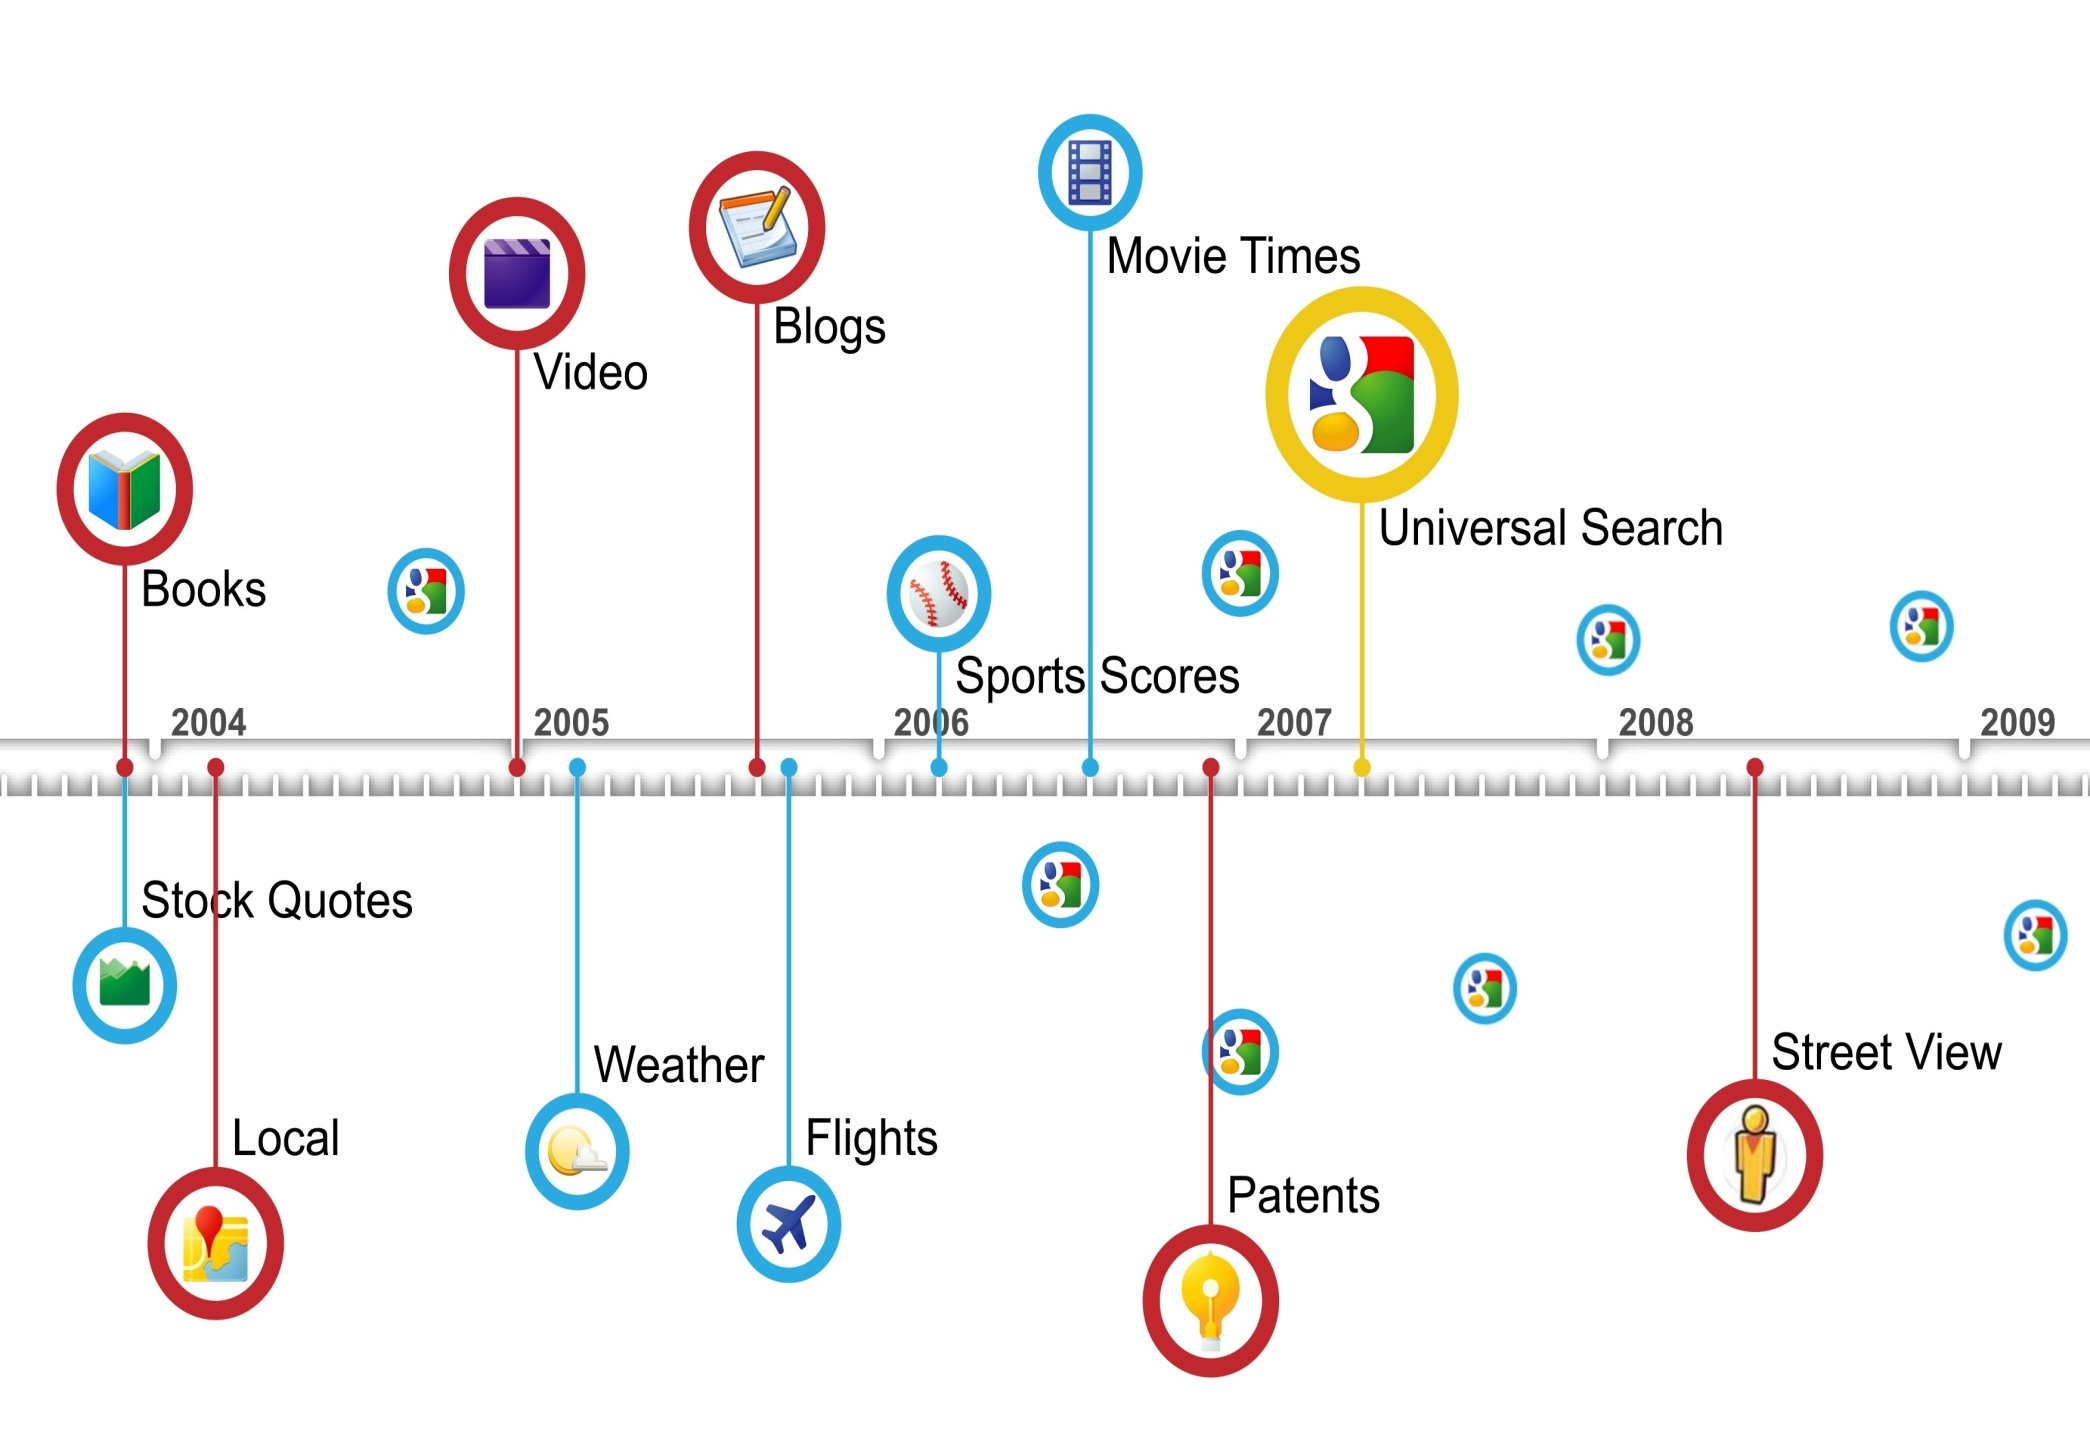 Movie Times
Blogs
Video
Universal Search
Books
Sports Scores
2004
2005
2006
2007
2008
2009
Stock Quotes
Weather
Street View
Local
Flights
Patents